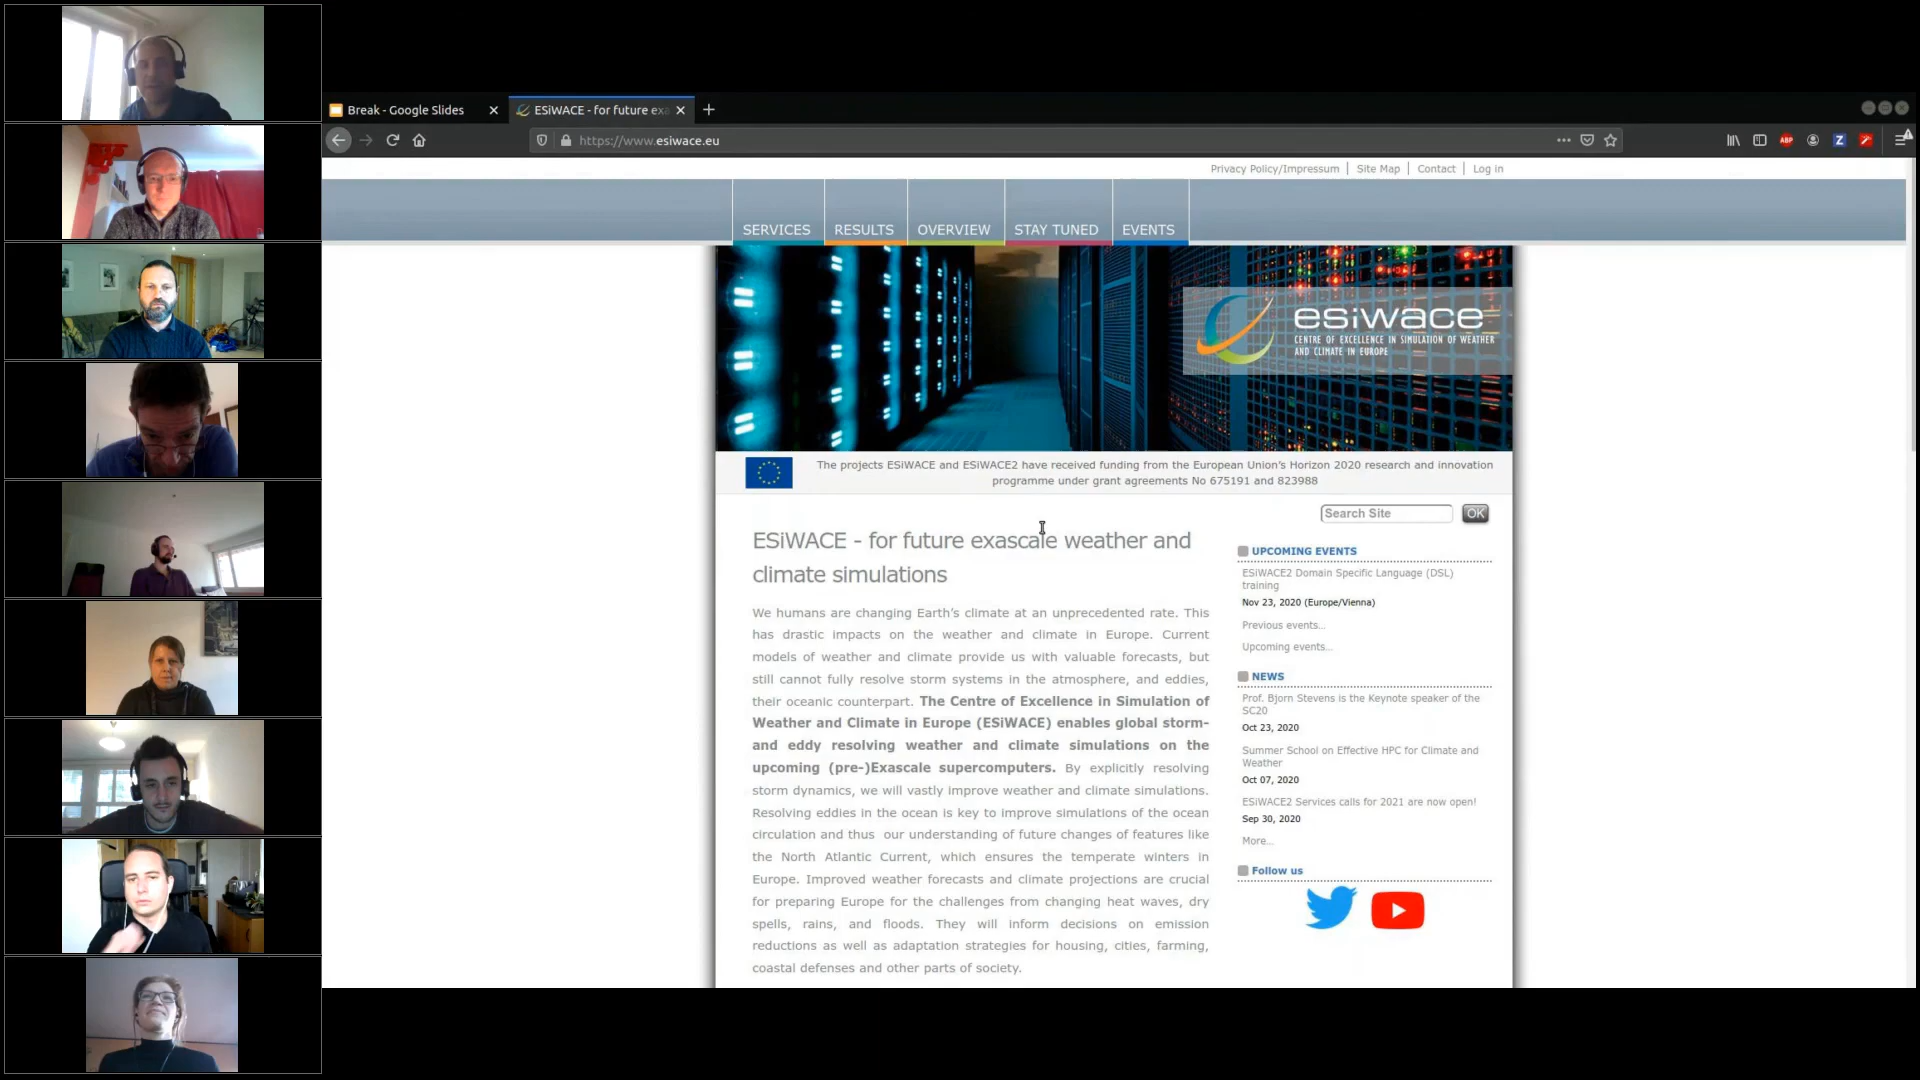 Break - Google Slides
ESiWACE - for future exa
https://www.esiwace.eu
ABP
Z
Privacy Policy/Impressum | Site Map | Contact | Log in
SERVICES RESULTS OVERVIEW STAY TUNED EVENTS
esiwace
CENTRE OF EXCELLENCE IN SIMULATION OF WEATHER
AND CLIMATE IN EUROPE
The projects ESiWACE and ESiWACE2 have received funding from the European Union's Horizon 2020 research and innovation
programme under grant agreements No 675191 and 823988
Search Site OK
ESiWACE - for future exascale weather and
climate simulations
We humans are changing Earth's climate at an unprecedented rate. This
has drastic impacts on the weather and climate in Europe. Current
models of weather and climate provide us with valuable forecasts, but
still cannot fully resolve storm systems in the atmosphere, and eddies,
their oceanic counterpart. The Centre of Excellence in Simulation of
Weather and Climate in Europe (ESiWACE) enables global storm-
and eddy resolving weather and climate simulations on the
upcoming (pre-)Exascale supercomputers. By explicitly resolving
storm dynamics, we will vastly improve weather and climate simulations.
Resolving eddies in the ocean is key to improve simulations of the ocean
circulation and thus our understanding of future changes of features like
the North Atlantic Current, which ensures the temperate winters in
Europe. Improved weather forecasts and climate projections are crucial
for preparing Europe for the challenges from changing heat waves, dry
spells, rains, and floods. They will inform decisions on emission
reductions as well as adaptation strategies for housing, cities, farming,
coastal defenses and other parts of society.
UPCOMING EVENTS
ESiWACE2 Domain Specific Language (DSL)
training
Nov 23, 2020 (Europe/Vienna)
Previous events...
Upcoming events...
NEWS
Prof. Bjorn Stevens is the Keynote speaker of the
SC20
Oct 23, 2020
Summer School on Effective HPC for Climate and
Weather
Oct 07, 2020
ESiWACE2 Services calls for 2021 are now open!
Sep 30, 2020
More...
Follow us